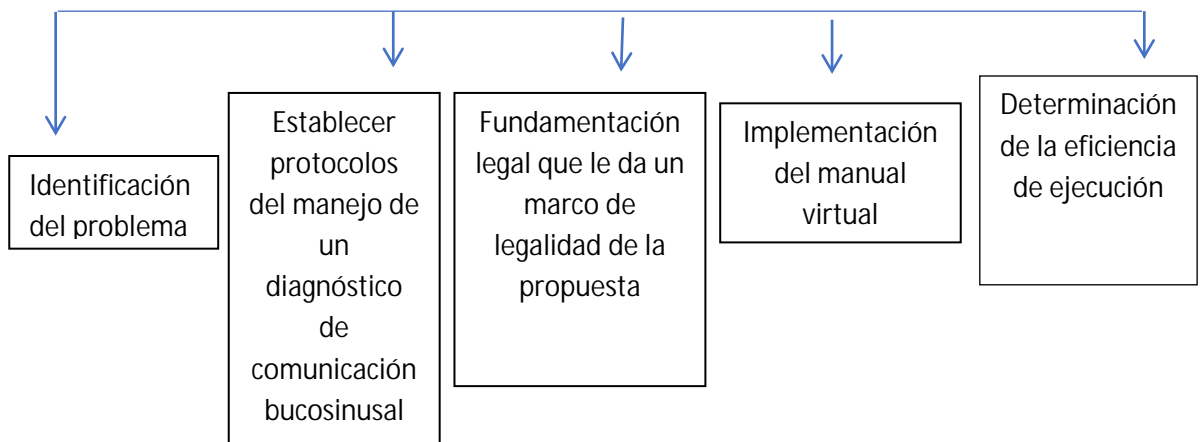 Identificación
del problema
Establecer
protocolos
del manejo de
un
diagnóstico
de
comunicación
bucosinusal
Fundamentación
legal que le da un
marco de
legalidad de la
propuesta
Implementación
del manual
virtual
Determinación
de la eficiencia
de ejecución